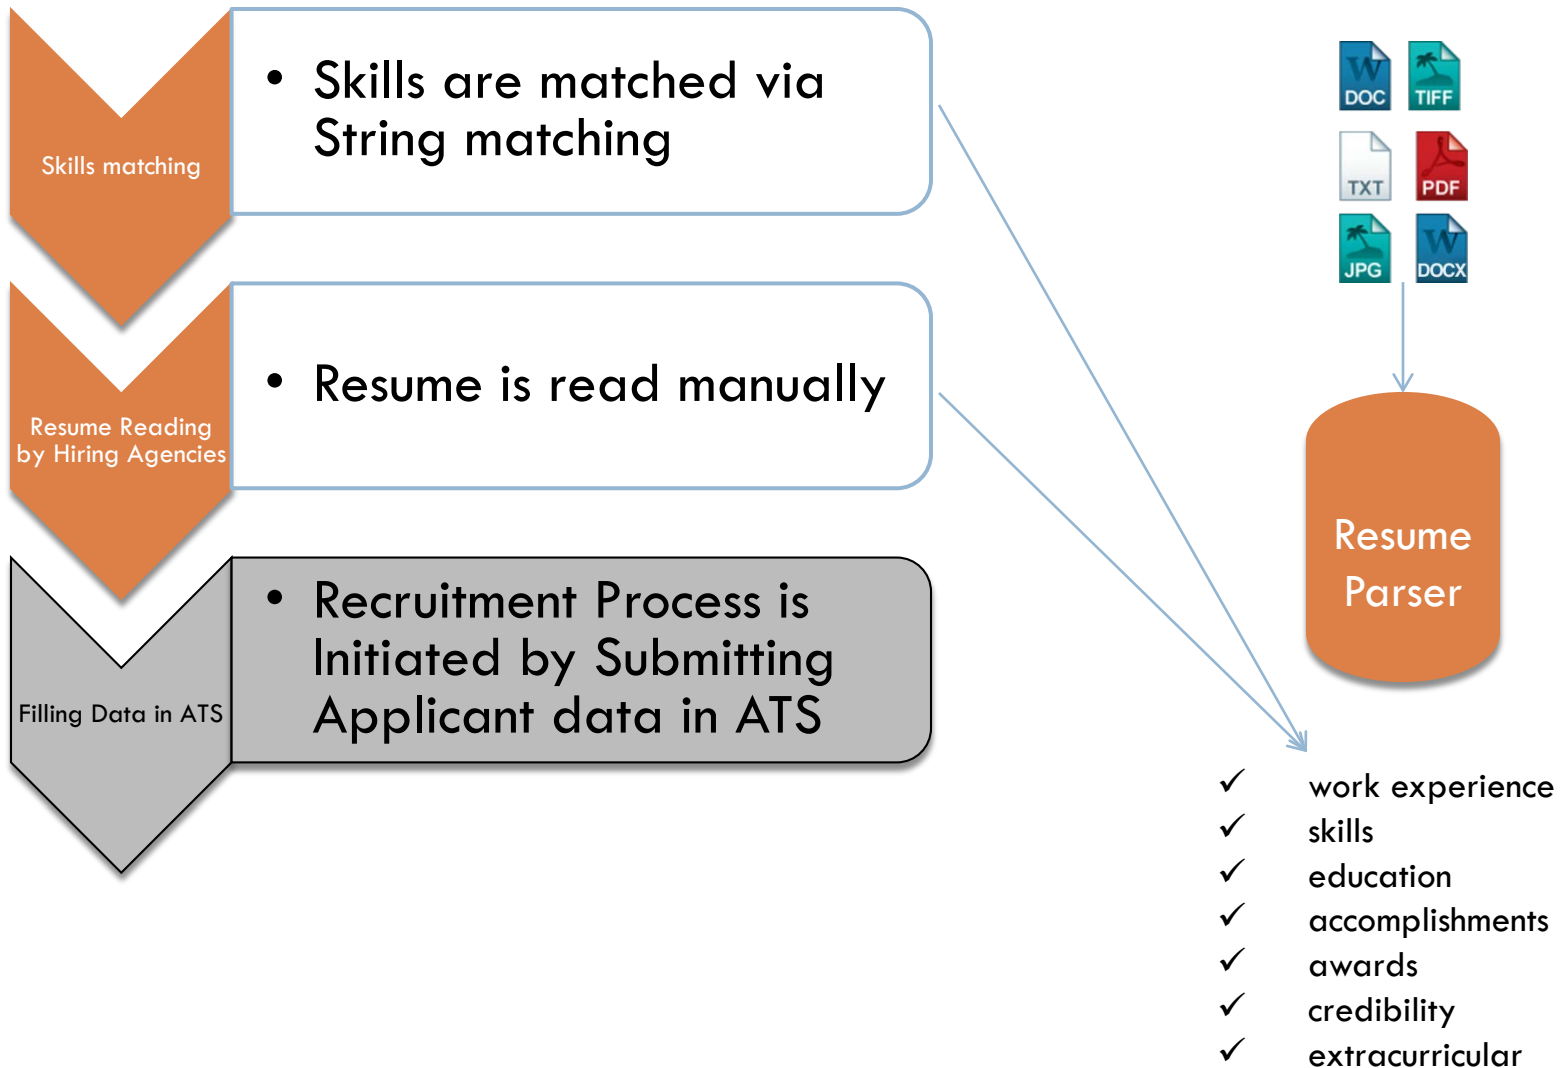 Skills matching
• Skills are matched via
String matching
Resume Reading
by Hiring Agencies
• Resume is read manually
Filling Data in ATS
• Recruitment Process is
Initiated by Submitting
Applicant data in ATS
W DOC
TIFF
TXT
PDF
JPG
W DOCX
Resume
Parser
✓ work experience
✓ skills
✓ education
✓ accomplishments
✓ awards
✓ credibility
✓ extracurricular